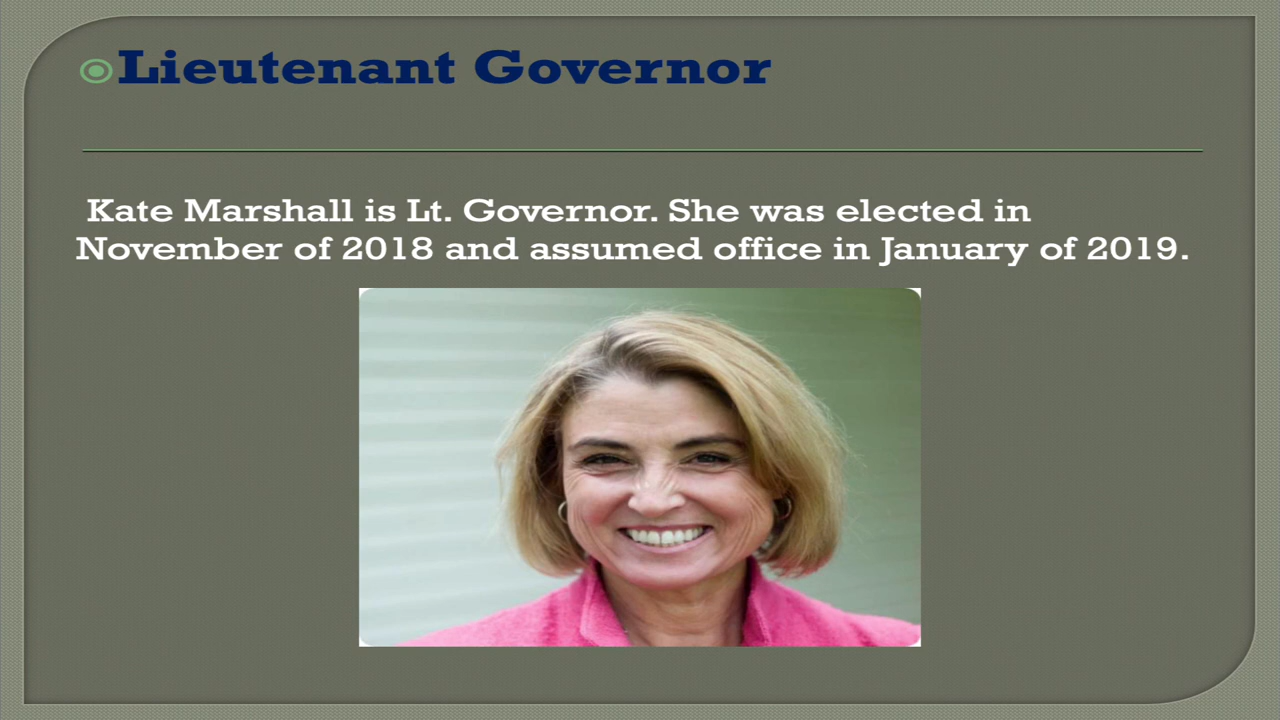 Lieutenant Governor
Kate Marshall is Lt. Governor. She was elected in
November of 2018 and assumed office in January of 2019.